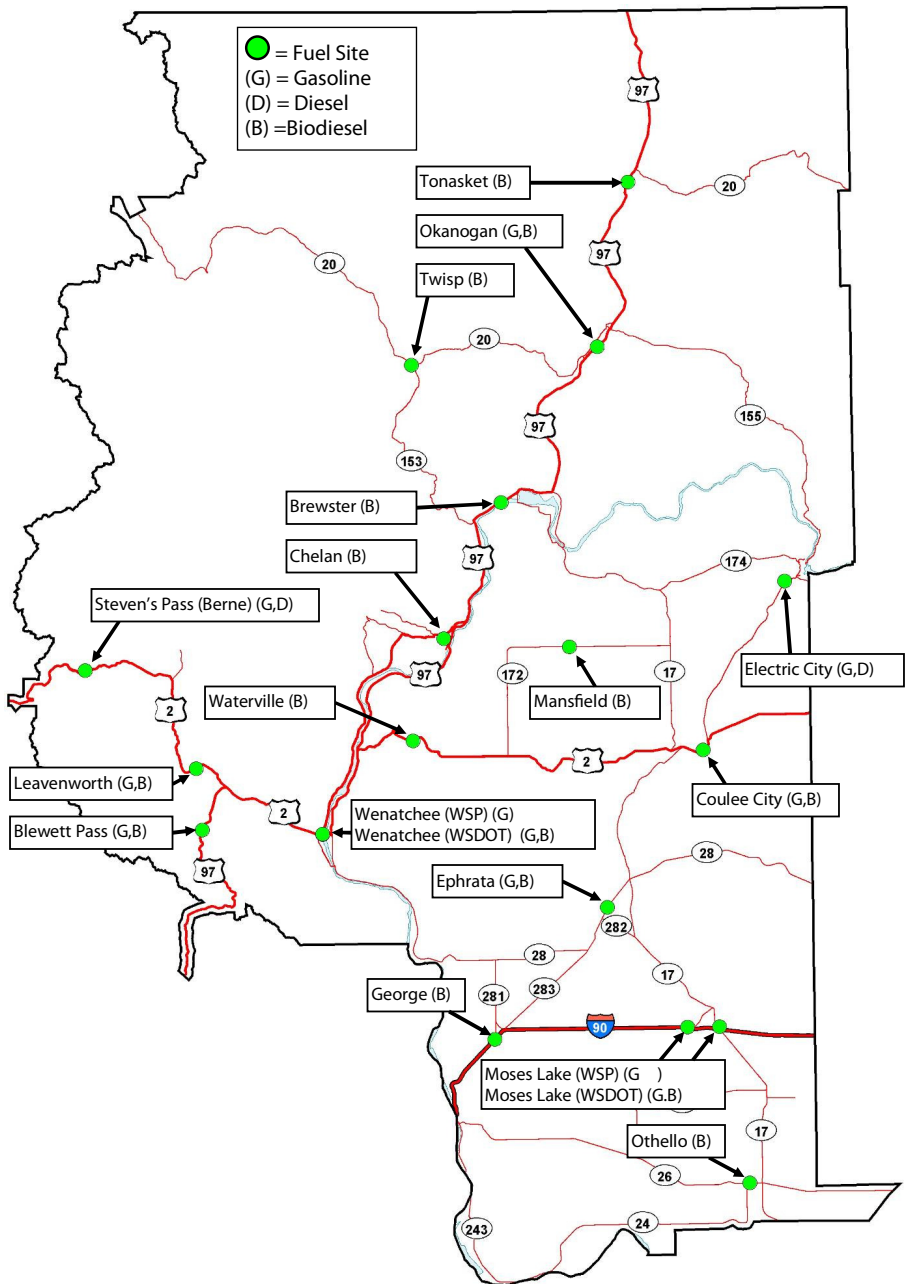 = Fuel Site
(G) = Gasoline
(D) = Diesel
(B) =Biodiesel
97
Tonasket (B)
20
Okanogan (G,B)
97
20
Twisp (B)
20
155
97
153
Brewster (B)
Chelan (B)
97
174
Steven's Pass (Berne) (G,D)
97
172
Mansfield (B)
17
Electric City (G,D)
2
Waterville (B)
2
Leavenworth (G,B)
Coulee City (G,B)
2
Wenatchee (WSP) (G)
Wenatchee (WSDOT) (G,B)
Blewett Pass (G,B)
28
97
Ephrata (G,B)
282
28
17
283
George (B)
281
90
Moses Lake (WSP) (G )
Moses Lake (WSDOT) (G.B)
17
Othello (B)
26
24
243